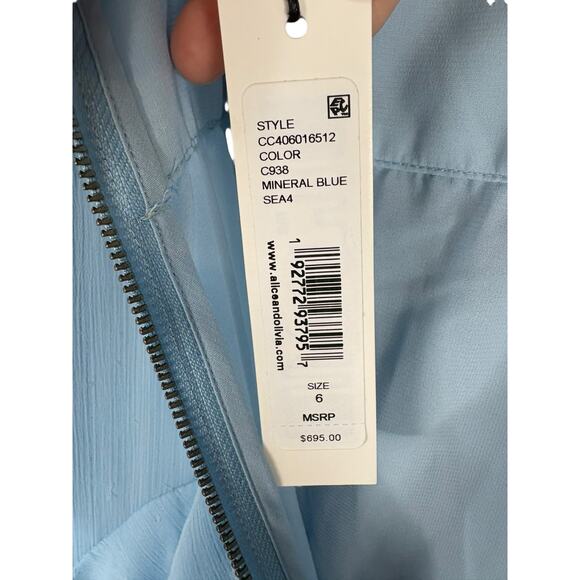 STYLE
CC406016512
COLOR
C938
MINERAL BLUE
SEA4
www.aliceandolivia.com
1 92772 93795 7
SIZE
6
MSRP
$695.00